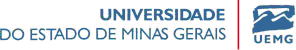 UNIVERSIDADE
DO ESTADO DE MINAS GERAIS
UEMG